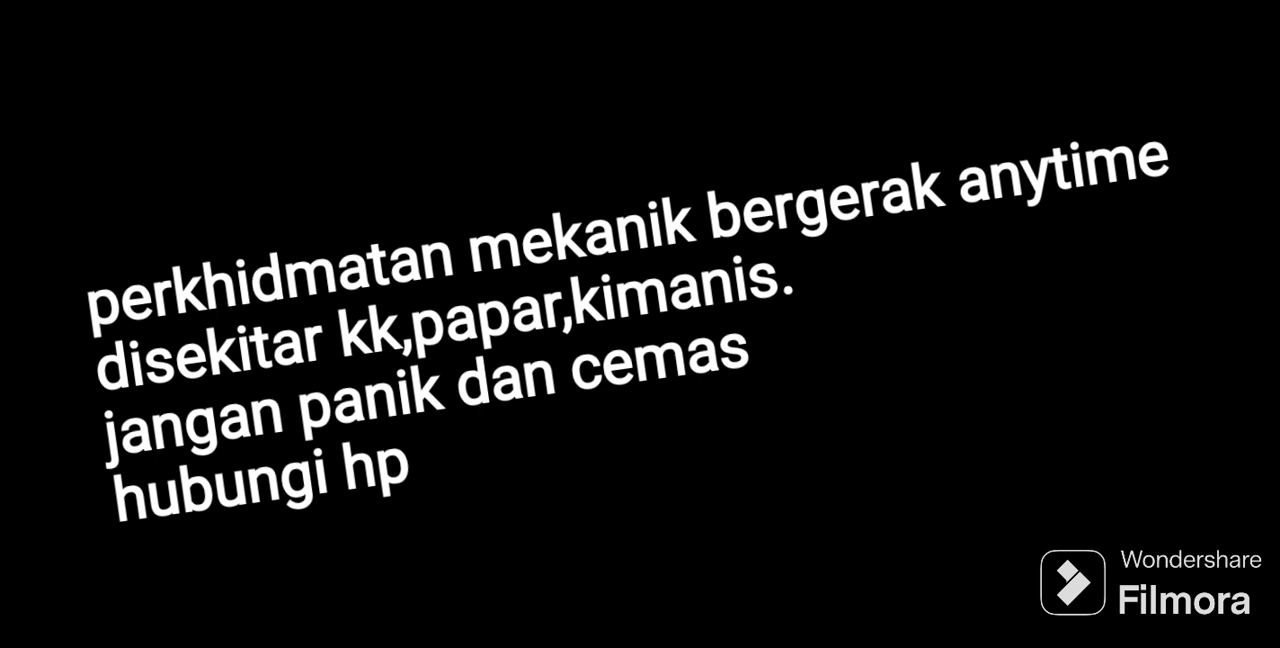 perkhidmatan mekanik bergerak anytime
disekitar kk,papar,kimanis.
jangan panik dan cemas
hubungi hp
Wondershare
Filmora